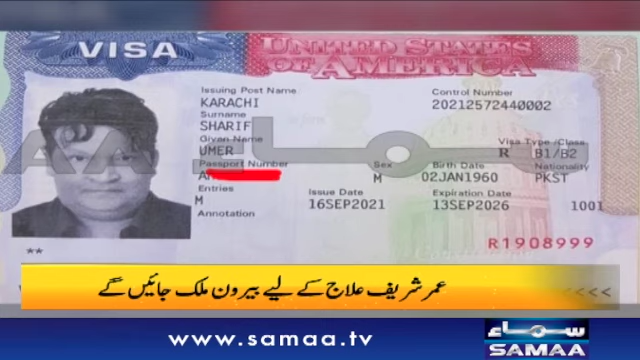 VISA
UNITED STATES OF AMERICA
Issuing Post Name
KARACHI
Control Number
20212572440002
Surname
SHARIF
Given Name
UMER
Visa Type /Class
R B1/B2
Passport Number
Sex
M
Birth Date
02JAN1960
Nationality
PKST
Entries
M
Issue Date
16SEP2021
Expiration Date
13SEP2026
1001
Annotation
R1908999
**
عمر شریف علاج کے لیے بیرون ملک جائیں گے
<<<<
www.samaa.tv
سماء
SAMAA